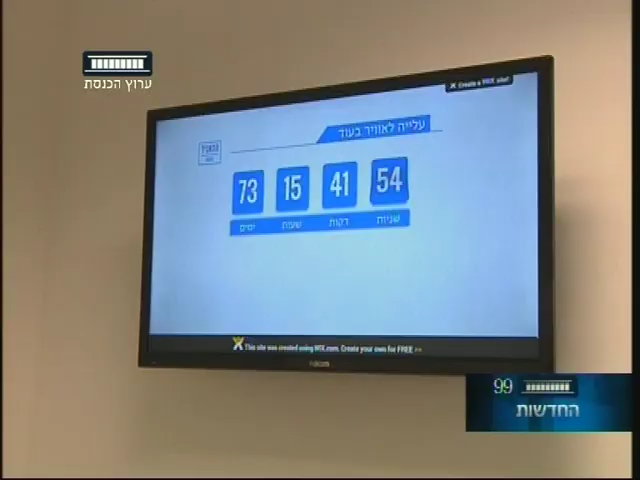 ערוץ הכנסת
Create a WIX site!
עלייה לאוויר בעוד
73 15 41 54
ימים שעות דקות שניות
This site was created using WIX.com. Create your own for FREE >>
99
החדשות